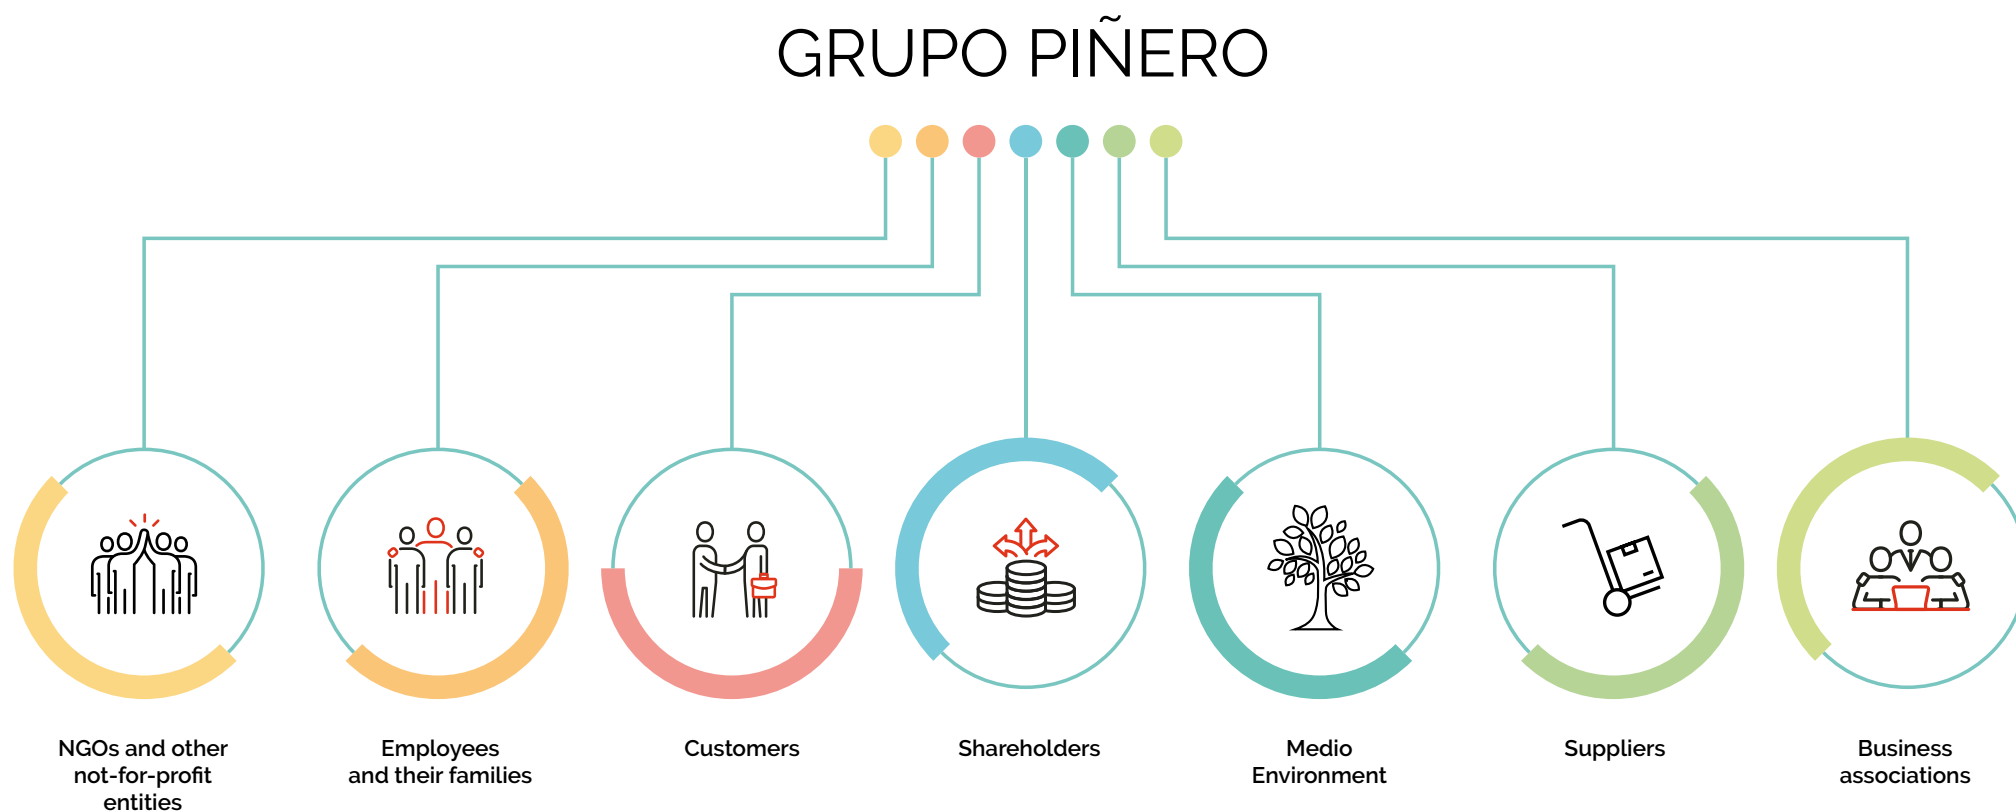 GRUPO PIÑERO
NGOs and other
not-for-profit
entities
Employees
and their families
Customers
Shareholders
Medio
Environment
Suppliers
Business
associations